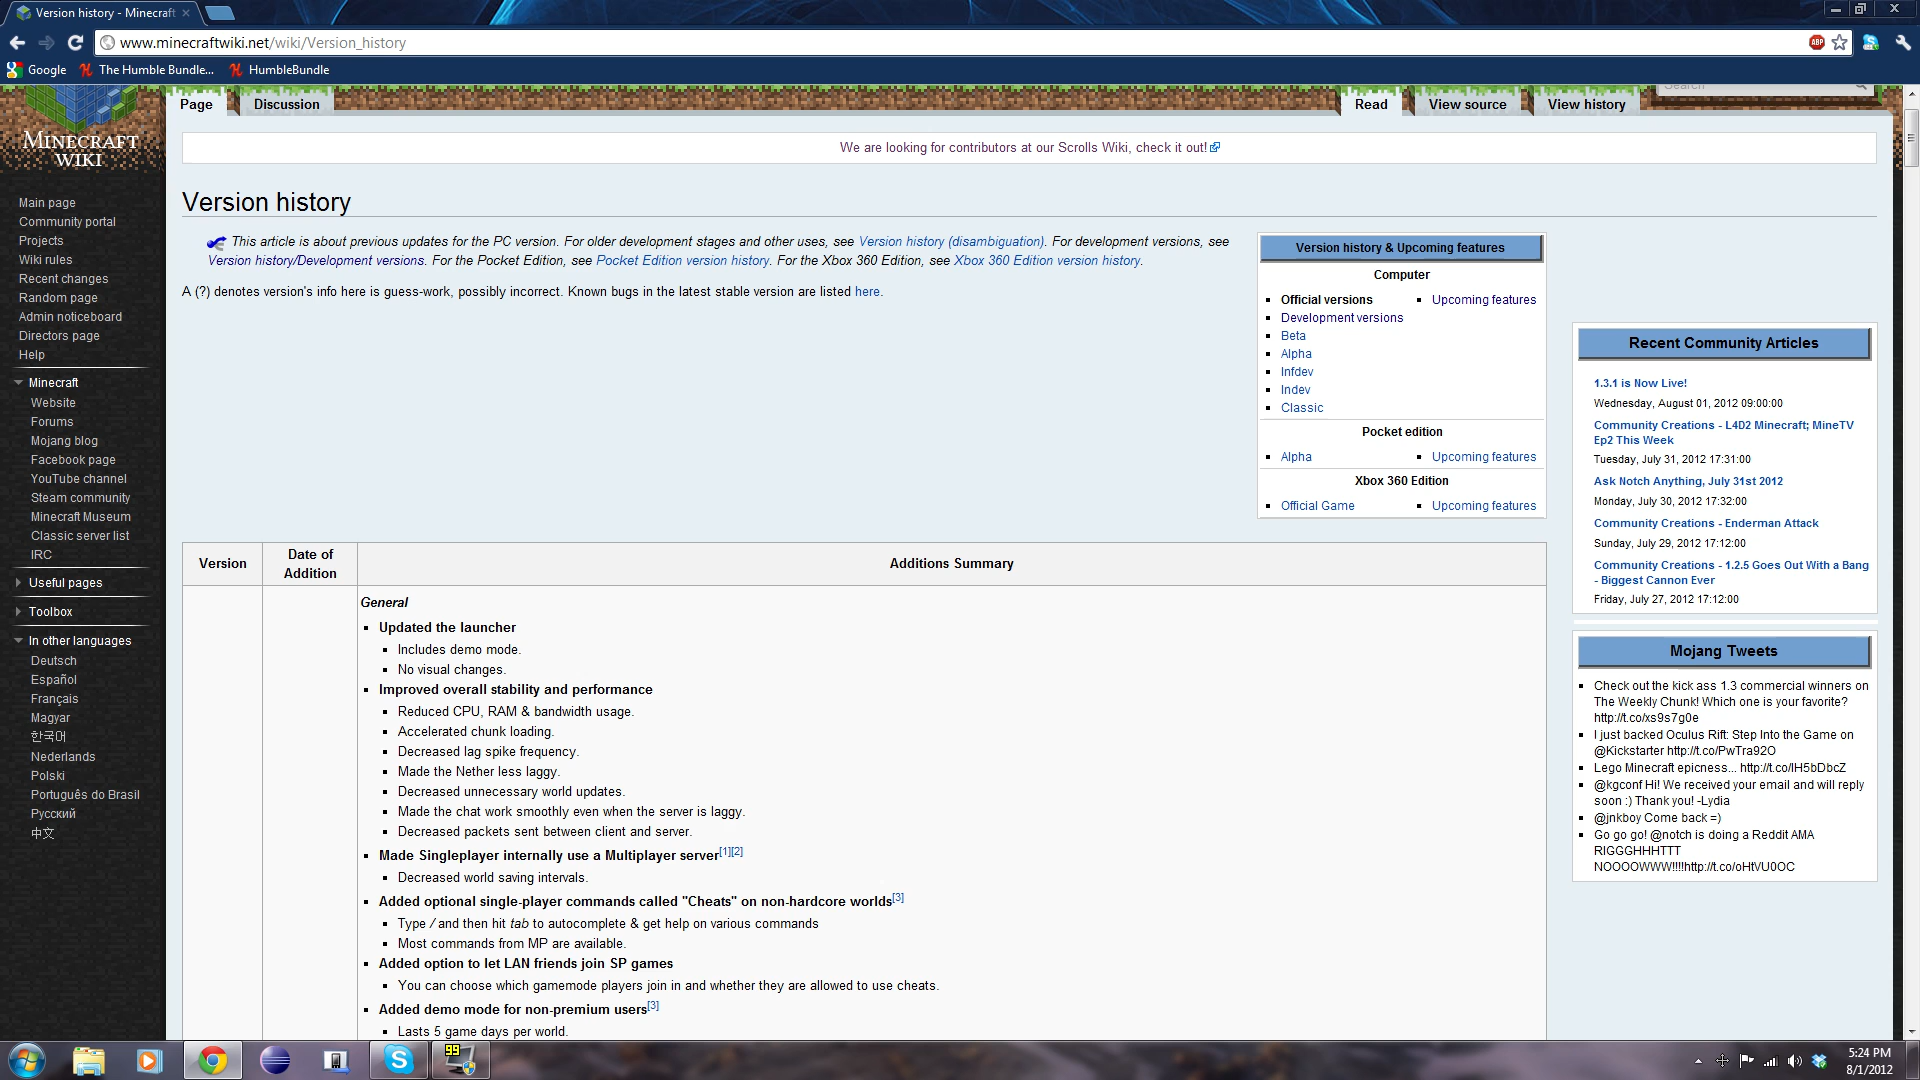 Version history - Minecraft
www.minecraftwiki.net/wiki/Version_history
ABP
Google
The Humble Bundle...
HumbleBundle
MINECRAFT
WIKI
Page
Discussion
Read
View source
View history
Search
We are looking for contributors at our Scrolls Wiki, check it out!
Main page
Community portal
Projects
Wiki rules
Recent changes
Random page
Admin noticeboard
Directors page
Help
Minecraft
Website
Forums
Mojang blog
Facebook page
YouTube channel
Steam community
Minecraft Museum
Classic server list
IRC
Useful pages
Toolbox
In other languages
Deutsch
Español
Français
Magyar
한국어
Nederlands
Polski
Português do Brasil
Русский
中文
Version history
This article is about previous updates for the PC version. For older development stages and other uses, see Version history (disambiguation). For development versions, see
Version history/Development versions. For the Pocket Edition, see Pocket Edition version history. For the Xbox 360 Edition, see Xbox 360 Edition version history.
A (?) denotes version's info here is guess-work, possibly incorrect. Known bugs in the latest stable version are listed here.
Version history & Upcoming features
Computer
Official versions
Upcoming features
Development versions
Beta
Alpha
Infdev
Indev
Classic
Pocket edition
Alpha
Upcoming features
Xbox 360 Edition
Official Game
Upcoming features
Version
Date of
Addition
Additions Summary
General
Updated the launcher
Includes demo mode.
No visual changes.
Improved overall stability and performance
Reduced CPU, RAM & bandwidth usage.
Accelerated chunk loading.
Decreased lag spike frequency.
Made the Nether less laggy.
Decreased unnecessary world updates.
Made the chat work smoothly even when the server is laggy.
Decreased packets sent between client and server.
Made Singleplayer internally use a Multiplayer server[1][2]
Decreased world saving intervals.
Added optional single-player commands called "Cheats" on non-hardcore worlds[3]
Type / and then hit tab to autocomplete & get help on various commands
Most commands from MP are available.
Added option to let LAN friends join SP games
You can choose which gamemode players join in and whether they are allowed to use cheats.
Added demo mode for non-premium users[3]
Lasts 5 game days per world.
Recent Community Articles
1.3.1 is Now Live!
Wednesday, August 01, 2012 09:00:00
Community Creations - L4D2 Minecraft; MineTV
Ep2 This Week
Tuesday, July 31, 2012 17:31:00
Ask Notch Anything, July 31st 2012
Monday, July 30, 2012 17:32:00
Community Creations - Enderman Attack
Sunday, July 29, 2012 17:12:00
Community Creations - 1.2.5 Goes Out With a Bang
- Biggest Cannon Ever
Friday, July 27, 2012 17:12:00
Mojang Tweets
Check out the kick ass 1.3 commercial winners on
The Weekly Chunk! Which one is your favorite?
http://t.co/xs9s7g0e
I just backed Oculus Rift: Step Into the Game on
@Kickstarter http://t.co/PwTra92O
Lego Minecraft epicness... http://t.co/lH5bDbcZ
@kgconf Hi! We received your email and will reply
soon :) Thank you! -Lydia
@jnkboy Come back =)
Go go go! @notch is doing a Reddit AMA
RIGGGHHHTTT
NOOOOWWW!!!!http://t.co/oHtVU0OC
99
5:24 PM
8/1/2012